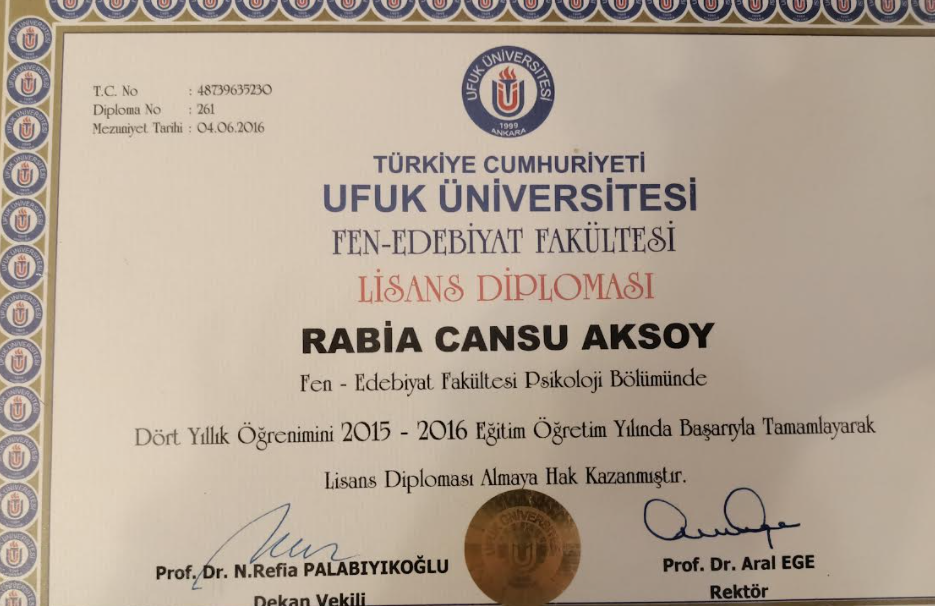 T.C. No : 48739635230
Diploma No : 261
Mezuniyet Tarihi : 04.06.2016
UFUK ÜNİVERSİTESİ
1999
ANKARA
TÜRKİYE CUMHURİYETİ
UFUK ÜNİVERSİTESİ
FEN-EDEBİYAT FAKÜLTESİ
LİSANS DİPLOMASI
RABİA CANSU AKSOY
Fen - Edebiyat Fakültesi Psikoloji Bölümünde
Dört Yıllık Öğrenimini 2015 - 2016 Eğitim Öğretim Yılında Başarıyla Tamamlayarak
Lisans Diploması Almaya Hak Kazanmıştır.
Prof. Dr. N.Refia PALABIYIKOĞLU
Dekan Vekili
Prof. Dr. Aral EGE
Rektör